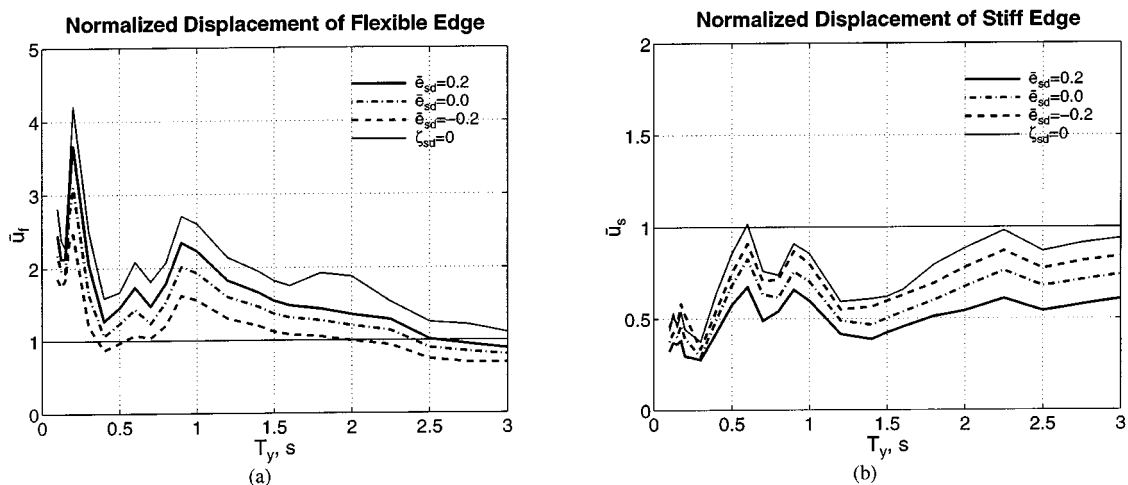 Normalized Displacement of Flexible Edge
5
4
3
2
1
0
ū_f
ē_sd=0.2
ē_sd=0.0
ē_sd=−0.2
ζ_sd=0
0 0.5 1 1.5 2 2.5 3
T_y, s
(a)
Normalized Displacement of Stiff Edge
2
1.5
1
0.5
0
ū_s
ē_sd=0.2
ē_sd=0.0
ē_sd=−0.2
ζ_sd=0
0 0.5 1 1.5 2 2.5 3
T_y, s
(b)